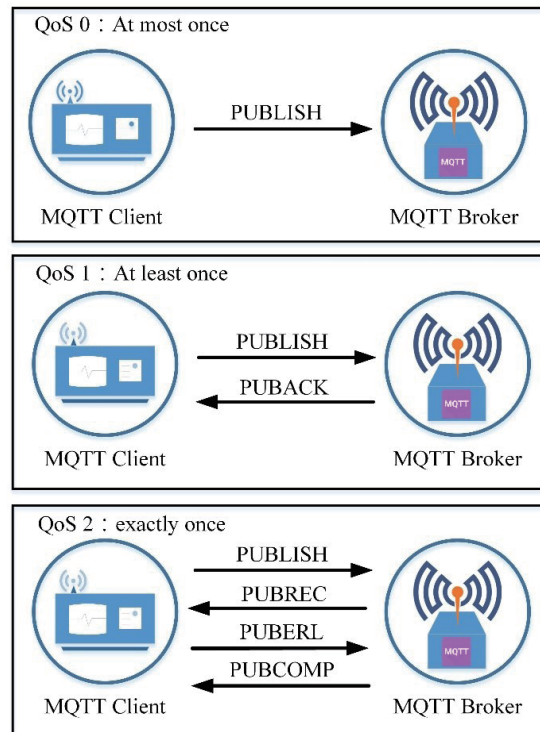 QoS 0：At most once
PUBLISH
MQTT
MQTT Client
MQTT Broker
QoS 1：At least once
PUBLISH
PUBACK
MQTT
MQTT Client
MQTT Broker
QoS 2：exactly once
PUBLISH
PUBREC
PUBERL
PUBCOMP
MQTT
MQTT Client
MQTT Broker